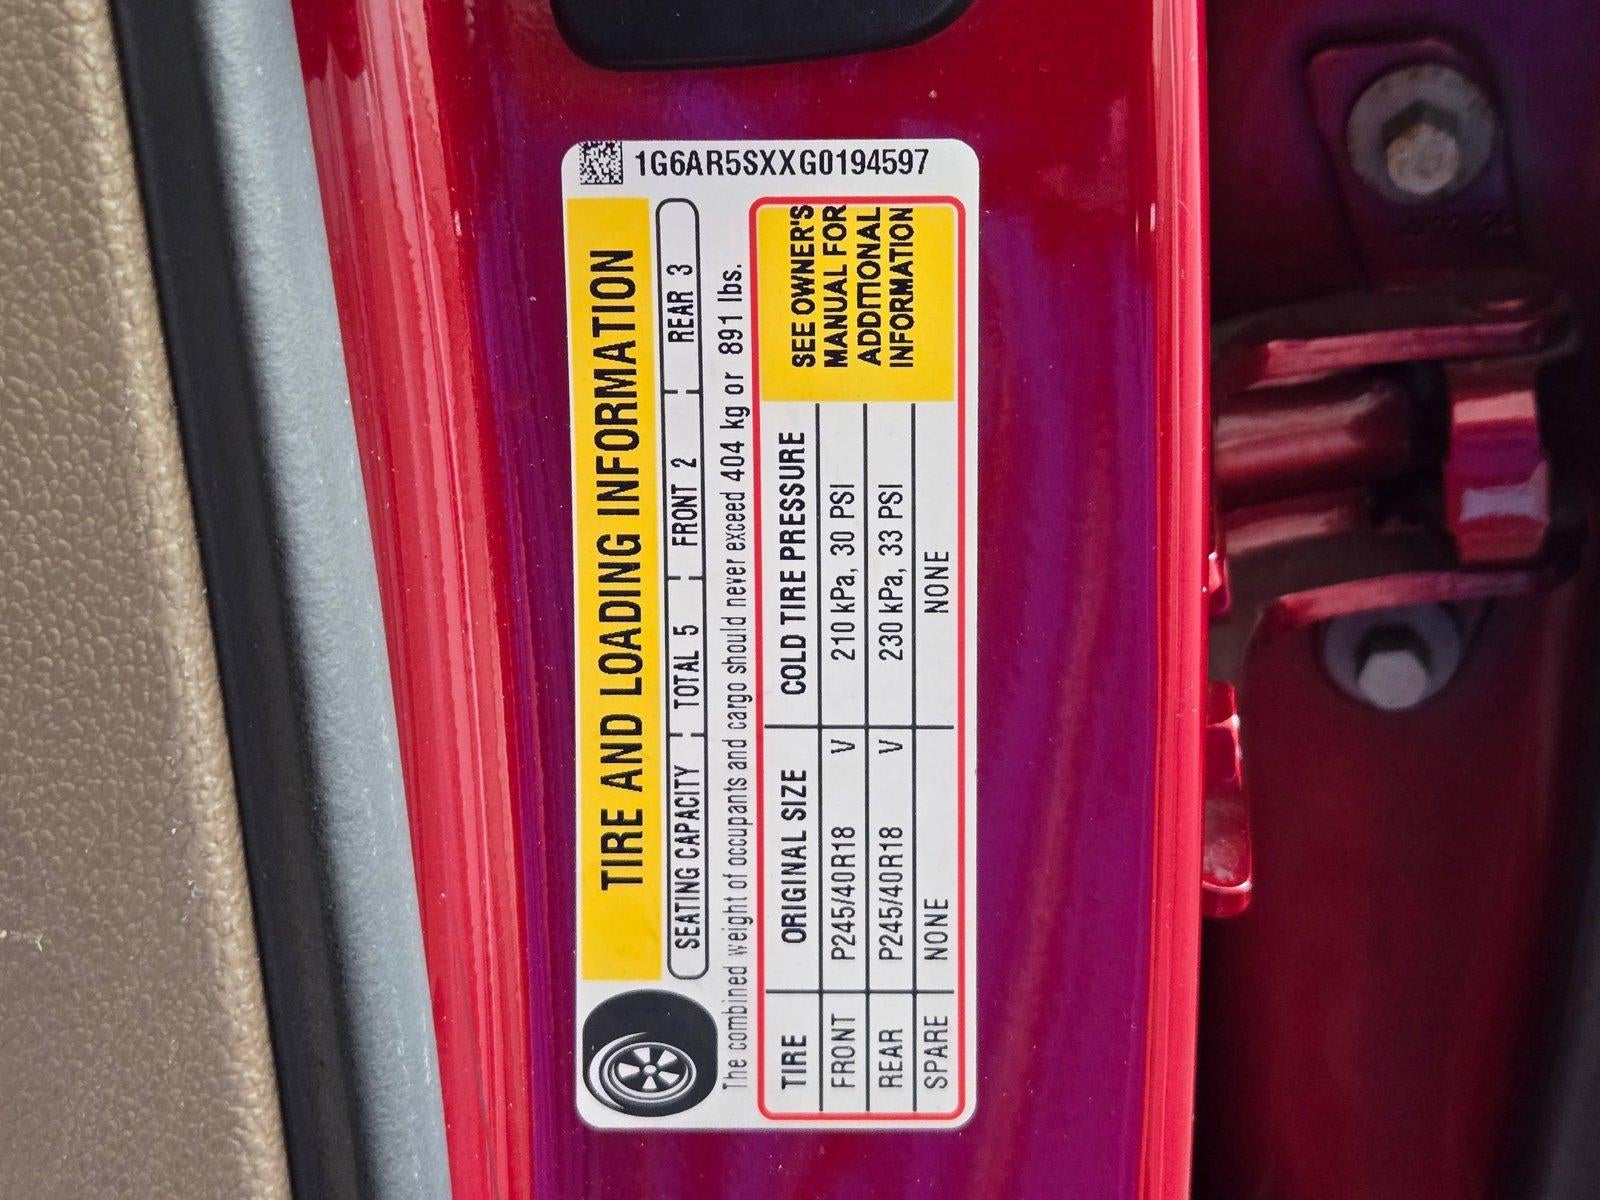 1G6AR5SXXG0194597
TIRE AND LOADING INFORMATION
SEATING CAPACITY TOTAL 5 FRONT 2 REAR 3
The combined weight of occupants and cargo should never exceed 404 kg or 891 lbs.
TIRE ORIGINAL SIZE COLD TIRE PRESSURE
FRONT P245/40R18 V 210 kPa, 30 PSI
REAR P245/40R18 V 230 kPa, 33 PSI
SPARE NONE NONE
SEE OWNER'S
MANUAL FOR
ADDITIONAL
INFORMATION